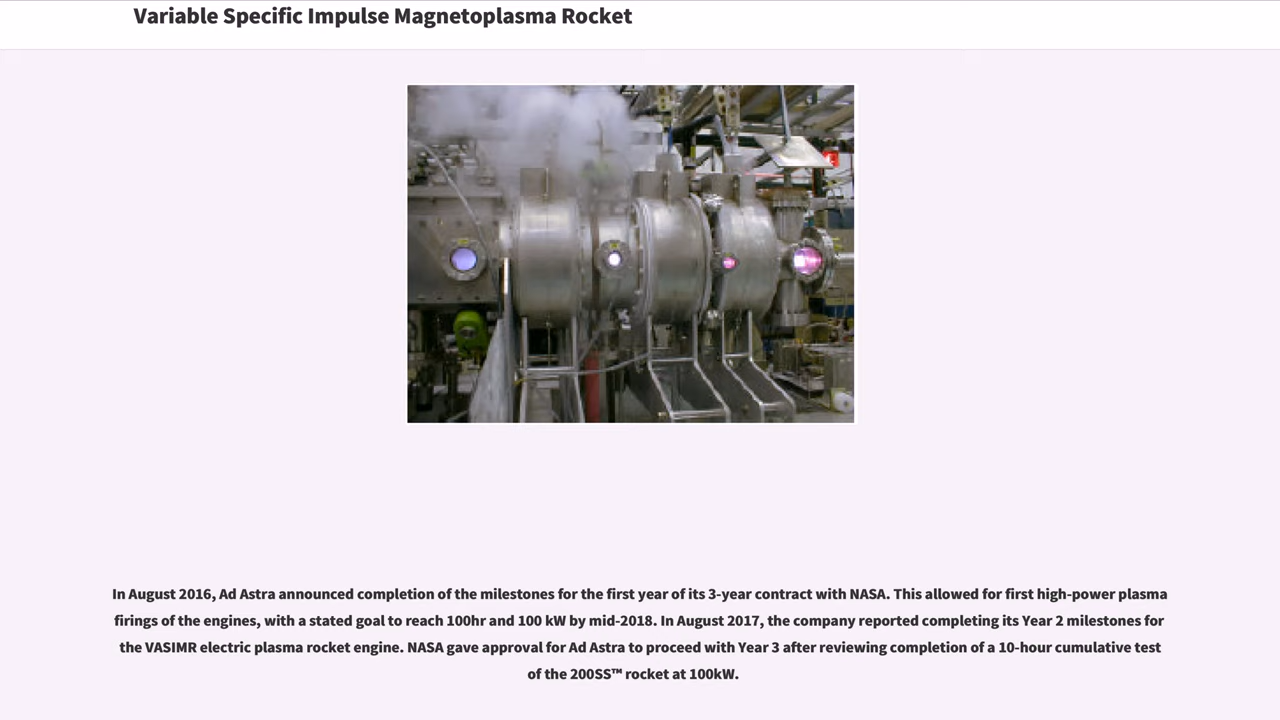 Variable Specific Impulse Magnetoplasma Rocket
In August 2016, Ad Astra announced completion of the milestones for the first year of its 3-year contract with NASA. This allowed for first high-power plasma
firings of the engines, with a stated goal to reach 100hr and 100 kW by mid-2018. In August 2017, the company reported completing its Year 2 milestones for
the VASIMR electric plasma rocket engine. NASA gave approval for Ad Astra to proceed with Year 3 after reviewing completion of a 10-hour cumulative test
of the 200SS™ rocket at 100kW.